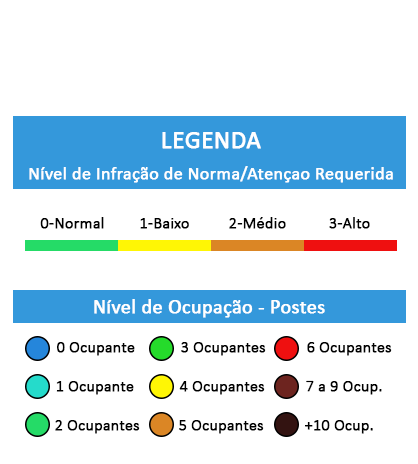 LEGENDA
Nível de Infração de Norma/Atençao Requerida
0-Normal 1-Baixo 2-Médio 3-Alto
Nível de Ocupação - Postes
0 Ocupante 3 Ocupantes 6 Ocupantes
1 Ocupante 4 Ocupantes 7 a 9 Ocup.
2 Ocupantes 5 Ocupantes +10 Ocup.